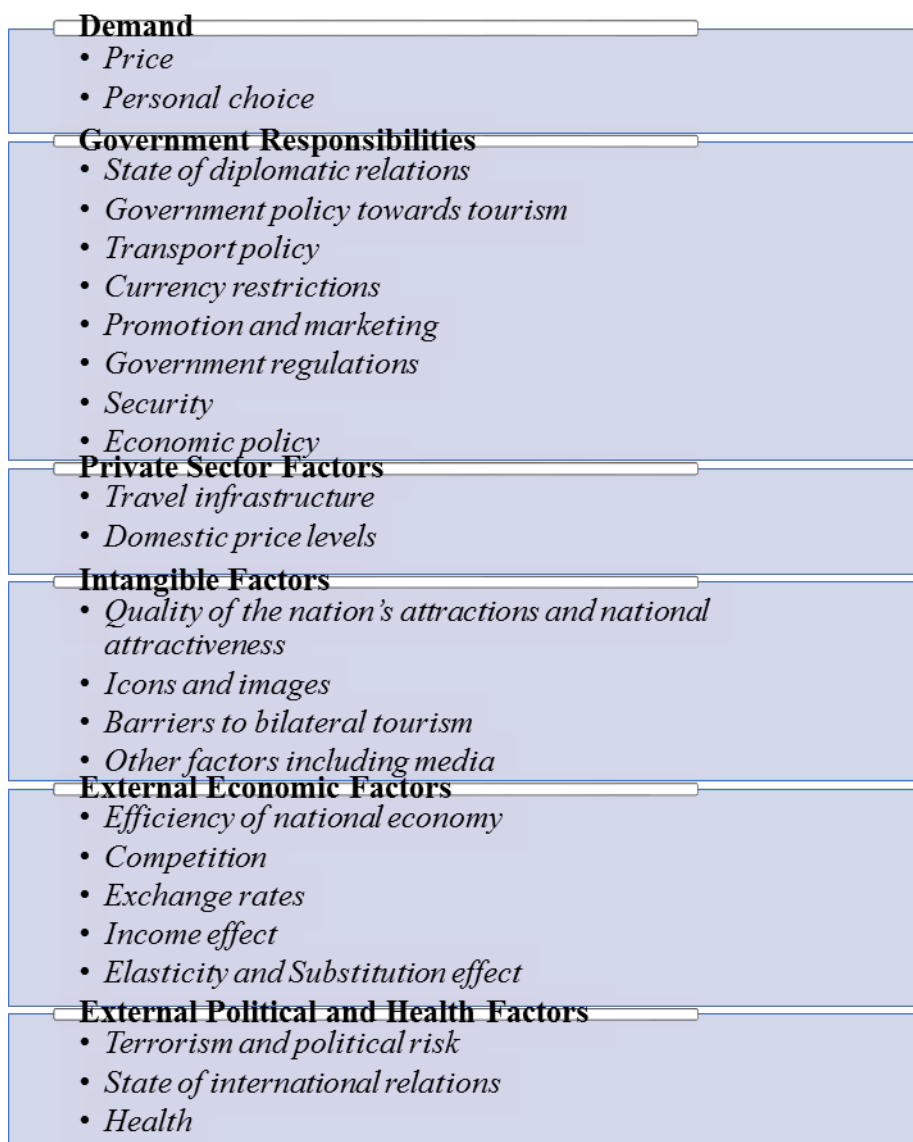 Demand
• Price
• Personal choice
Government Responsibilities
• State of diplomatic relations
• Government policy towards tourism
• Transport policy
• Currency restrictions
• Promotion and marketing
• Government regulations
• Security
• Economic policy
Private Sector Factors
• Travel infrastructure
• Domestic price levels
Intangible Factors
• Quality of the nation’s attractions and national
attractiveness
• Icons and images
• Barriers to bilateral tourism
• Other factors including media
External Economic Factors
• Efficiency of national economy
• Competition
• Exchange rates
• Income effect
• Elasticity and Substitution effect
External Political and Health Factors
• Terrorism and political risk
• State of international relations
• Health